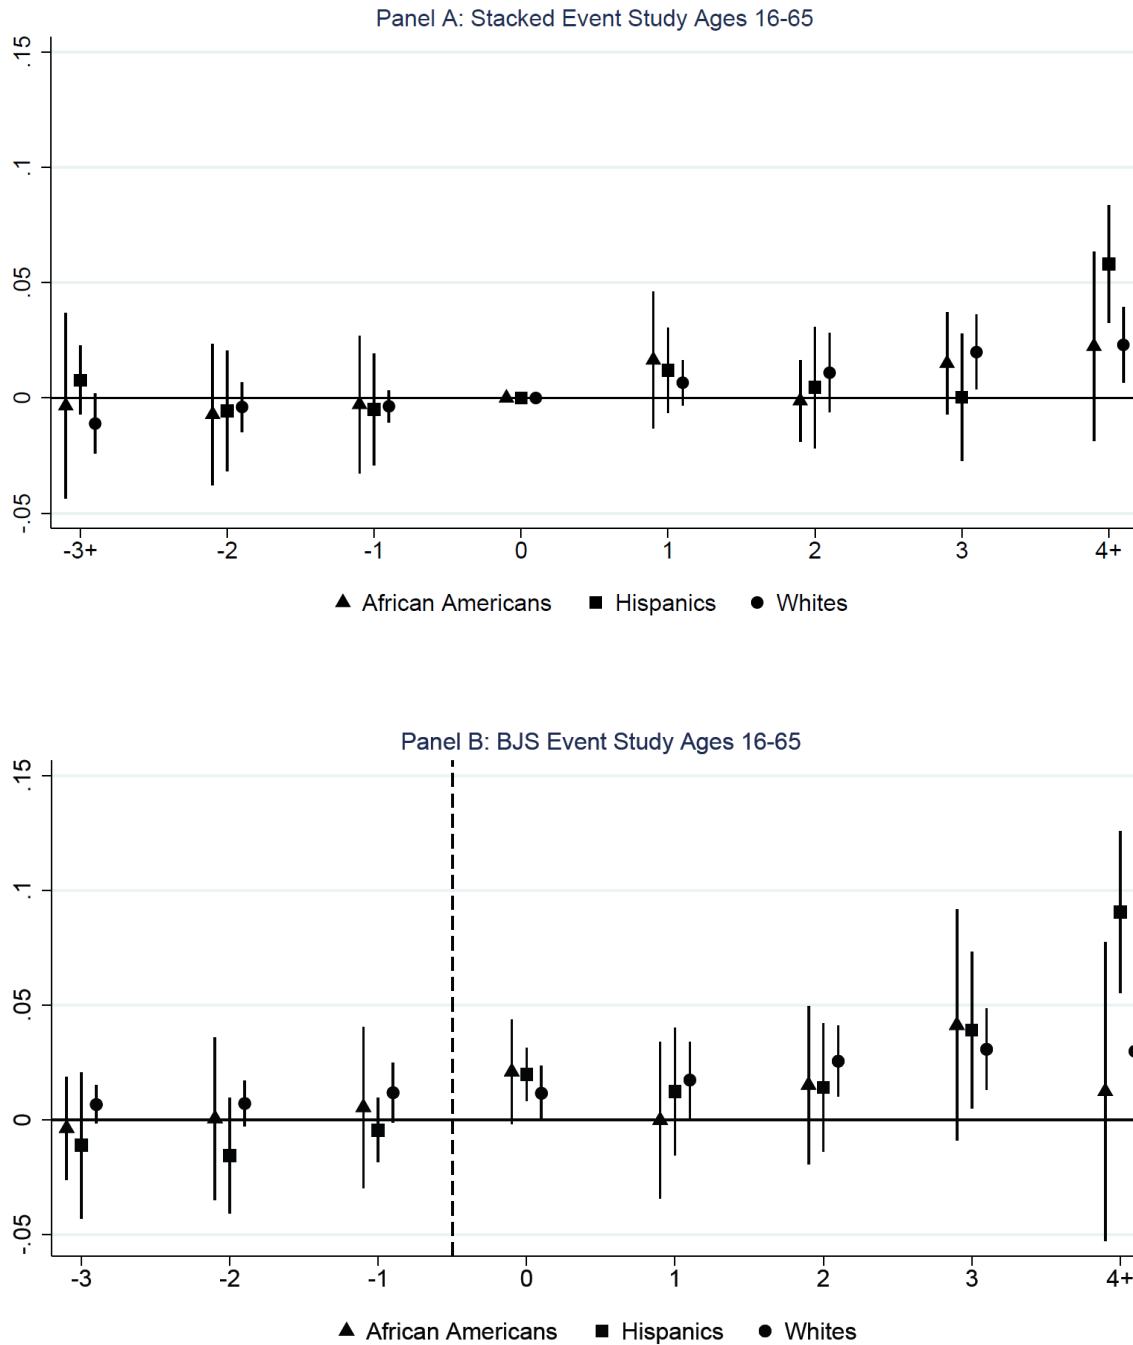 Panel A: Stacked Event Study Ages 16-65
.15
.1
.05
0
-.05
-3+ -2 -1 0 1 2 3 4+
African Americans Hispanics Whites
Panel B: BJS Event Study Ages 16-65
.15
.1
.05
0
-.05
-3 -2 -1 0 1 2 3 4+
African Americans Hispanics Whites